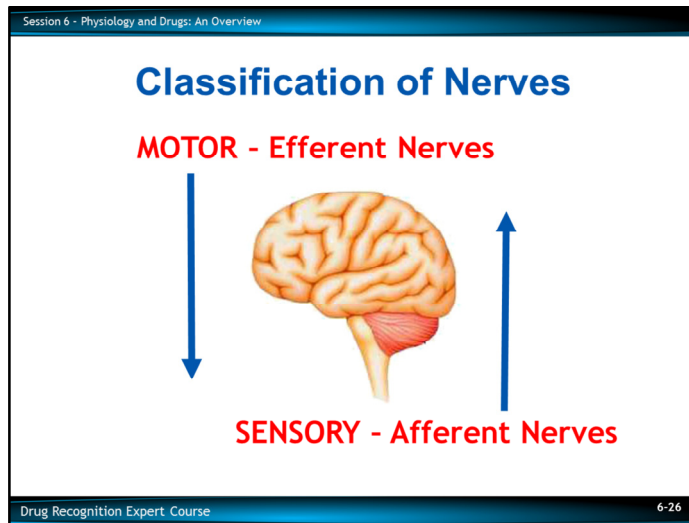 Session 6 - Physiology and Drugs: An Overview
Classification of Nerves
MOTOR - Efferent Nerves
SENSORY - Afferent Nerves
Drug Recognition Expert Course
6-26